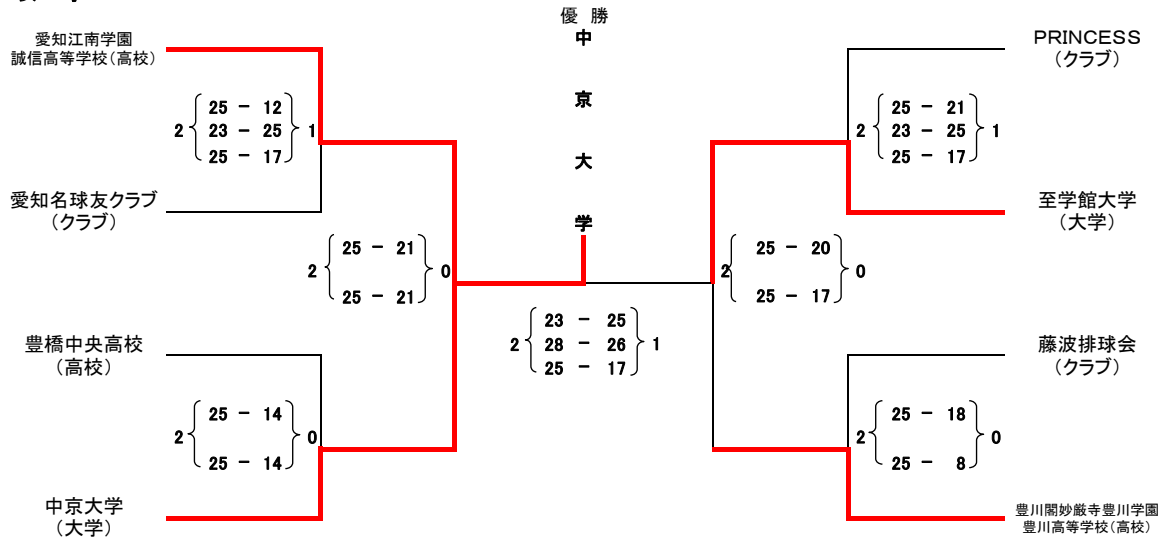 優 勝
中
京
大
学
愛知江南学園
誠信高等学校(高校)
2 25 - 12 1
23 - 25
25 - 17
愛知名球友クラブ
(クラブ)
2 25 - 21 0
25 - 21
豊橋中央高校
(高校)
2 25 - 14 0
25 - 14
中京大学
(大学)
2 23 - 25 1
28 - 26
25 - 17
PRINCESS
(クラブ)
2 25 - 21 1
23 - 25
25 - 17
至学館大学
(大学)
2 25 - 20 0
25 - 17
藤波排球会
(クラブ)
2 25 - 18 0
25 - 8
豊川閣妙厳寺豊川学園
豊川高等学校(高校)